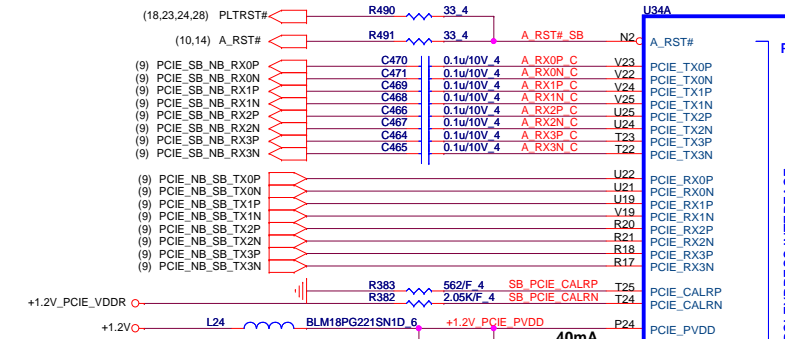 (18,23,24,28) PLTRST# R490 33_4 U34A
(10,14) A_RST# R491 33_4 A_RST#_SB N2 A_RST#
(9) PCIE_SB_NB_RX0P C470 0.1u/10V_4 A_RX0P_C V23 PCIE_TX0P
(9) PCIE_SB_NB_RX0N C471 0.1u/10V_4 A_RX0N_C V22 PCIE_TX0N
(9) PCIE_SB_NB_RX1P C469 0.1u/10V_4 A_RX1P_C V24 PCIE_TX1P
(9) PCIE_SB_NB_RX1N C468 0.1u/10V_4 A_RX1N_C V25 PCIE_TX1N
(9) PCIE_SB_NB_RX2P C466 0.1u/10V_4 A_RX2P_C U25 PCIE_TX2P
(9) PCIE_SB_NB_RX2N C467 0.1u/10V_4 A_RX2N_C U24 PCIE_TX2N
(9) PCIE_SB_NB_RX3P C464 0.1u/10V_4 A_RX3P_C T23 PCIE_TX3P
(9) PCIE_SB_NB_RX3N C465 0.1u/10V_4 A_RX3N_C T22 PCIE_TX3N
(9) PCIE_NB_SB_TX0P U22 PCIE_RX0P
(9) PCIE_NB_SB_TX0N U21 PCIE_RX0N
(9) PCIE_NB_SB_TX1P U19 PCIE_RX1P
(9) PCIE_NB_SB_TX1N V19 PCIE_RX1N
(9) PCIE_NB_SB_TX2P R20 PCIE_RX2P
(9) PCIE_NB_SB_TX2N R21 PCIE_RX2N
(9) PCIE_NB_SB_TX3P R18 PCIE_RX3P
(9) PCIE_NB_SB_TX3N R17 PCIE_RX3N
R383 562/F_4 SB_PCIE_CALRP T25 PCIE_CALRP
+1.2V_PCIE_VDDR R382 2.05K/F_4 SB_PCIE_CALRN T24 PCIE_CALRN
+1.2V L24 BLM18PG221SN1D_6 +1.2V_PCIE_PVDD P24 PCIE_PVDD
40mA